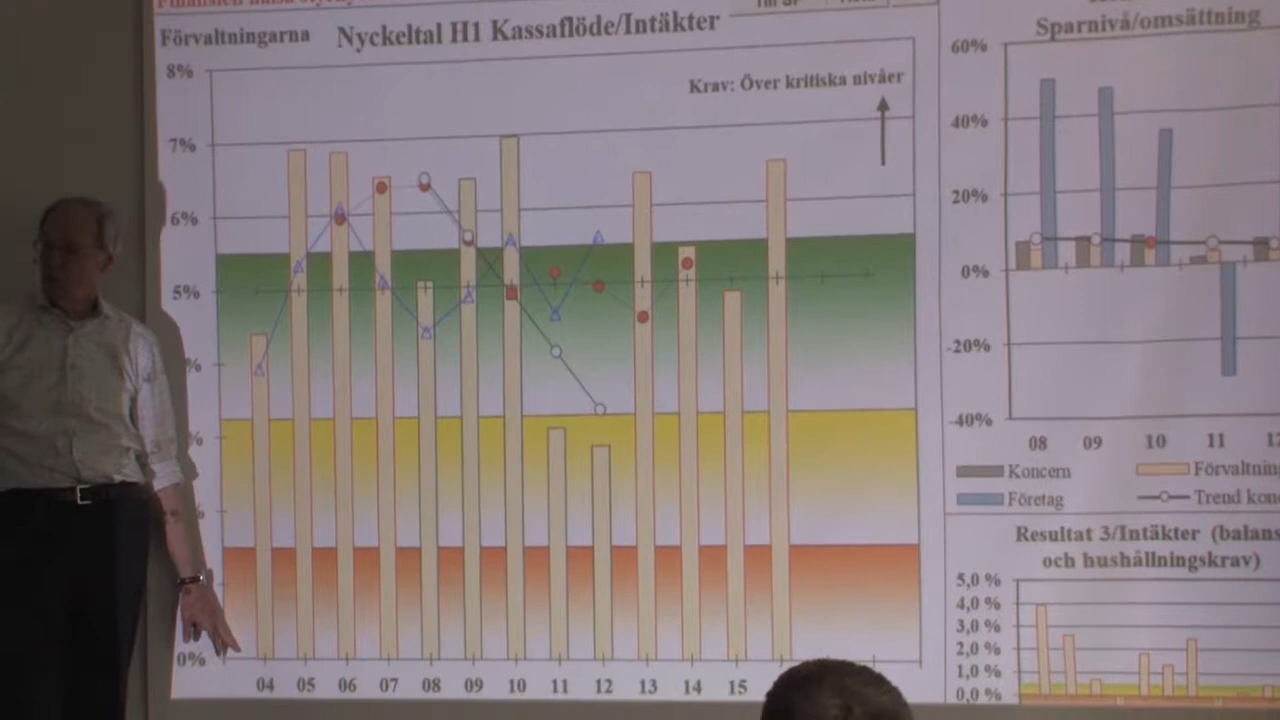 Förvaltningarna
Nyckeltal H1 Kassaflöde/Intäkter
Krav: Över kritiska nivåer
8%
7%
6%
5%
%
%
%
0%
04 05 06 07 08 09 10 11 12 13 14 15
Sparnivå/omsättning
60%
40%
20%
0%
-20%
-40%
08 09 10 11
Koncern
Företag
Trend
Resultat 3/Intäkter
och hushållningskrav)
5,0 %
4,0 %
3,0 %
2,0 %
1,0 %
0,0 %